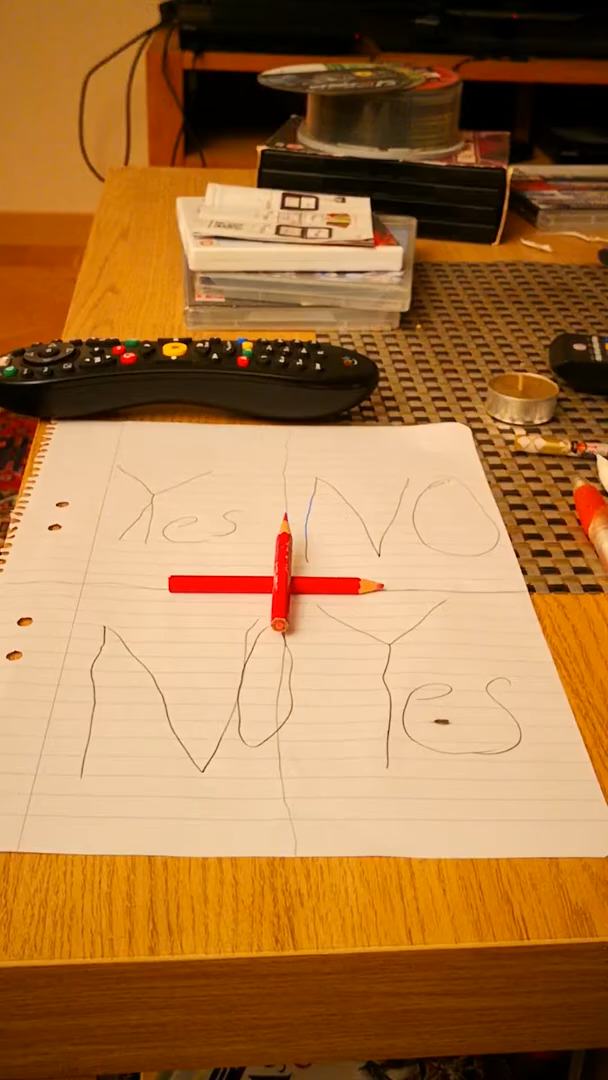 Yes NO
NO Yes